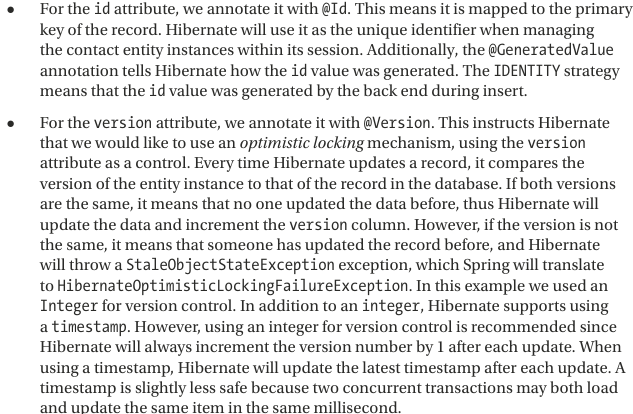 • For the id attribute, we annotate it with @Id. This means it is mapped to the primary
key of the record. Hibernate will use it as the unique identifier when managing
the contact entity instances within its session. Additionally, the @GeneratedValue
annotation tells Hibernate how the id value was generated. The IDENTITY strategy
means that the id value was generated by the back end during insert.
• For the version attribute, we annotate it with @Version. This instructs Hibernate
that we would like to use an optimistic locking mechanism, using the version
attribute as a control. Every time Hibernate updates a record, it compares the
version of the entity instance to that of the record in the database. If both versions
are the same, it means that no one updated the data before, thus Hibernate will
update the data and increment the version column. However, if the version is not
the same, it means that someone has updated the record before, and Hibernate
will throw a StaleObjectStateException exception, which Spring will translate
to HibernateOptimisticLockingFailureException. In this example we used an
Integer for version control. In addition to an integer, Hibernate supports using
a timestamp. However, using an integer for version control is recommended since
Hibernate will always increment the version number by 1 after each update. When
using a timestamp, Hibernate will update the latest timestamp after each update. A
timestamp is slightly less safe because two concurrent transactions may both load
and update the same item in the same millisecond.